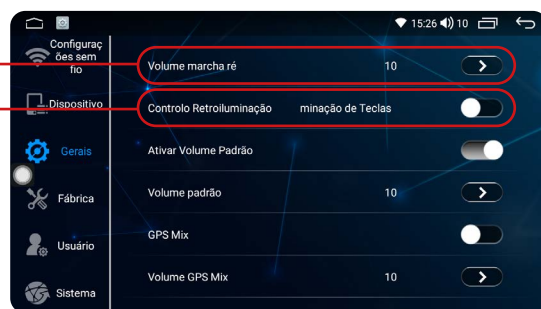 15:26 10
Configuraç
ões sem
fio
Dispositivo
Gerais
Fábrica
Usuário
Sistema
Volume marcha ré 10
Controlo Retroiluminação minação de Teclas
Ativar Volume Padrão
Volume padrão 10
GPS Mix
Volume GPS Mix 10